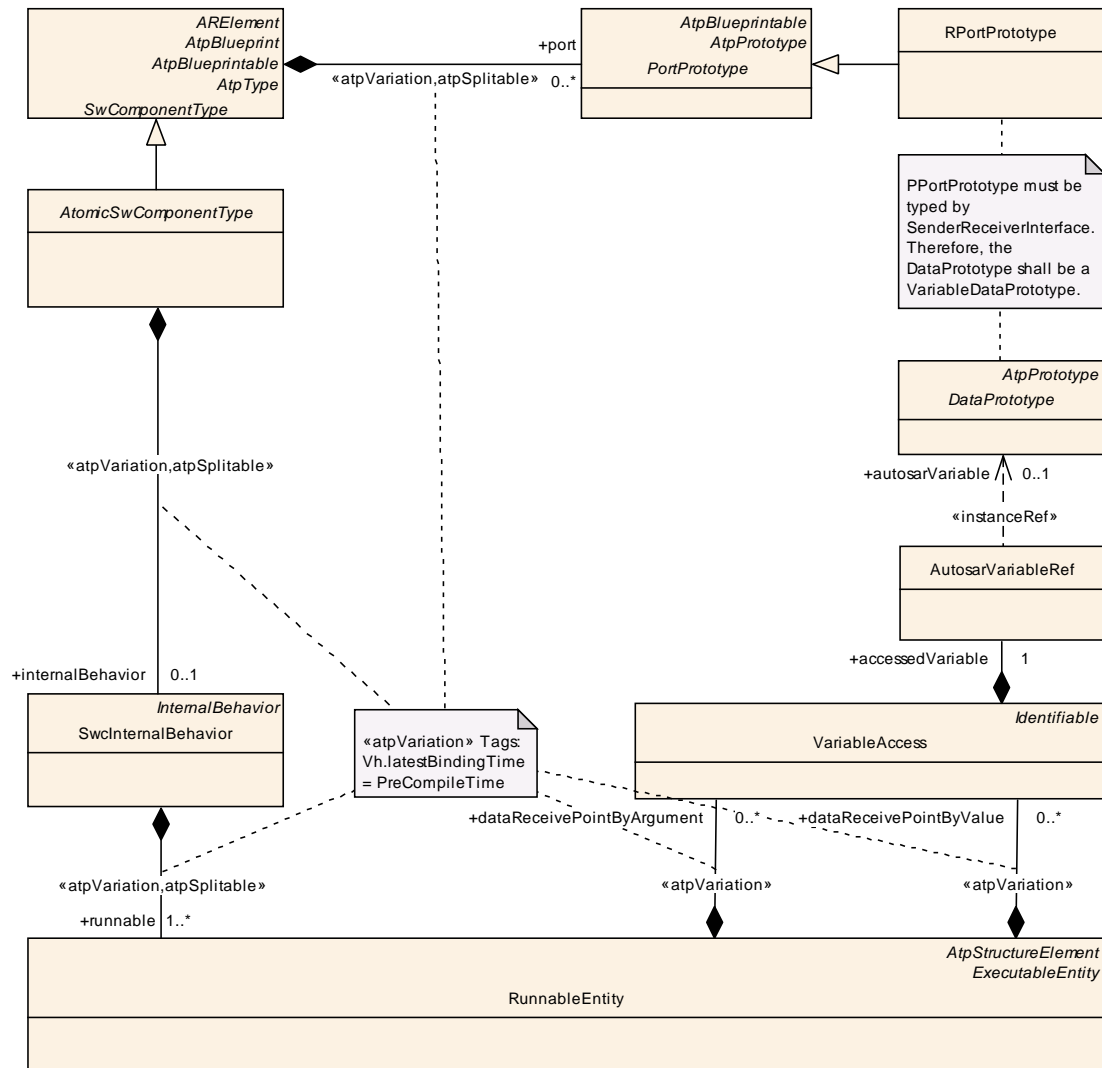 ARElement
AtpBlueprint
AtpBlueprintable
AtpType
SwComponentType
+port
«atpVariation,atpSplitable» 0..*
AtpBlueprintable
AtpPrototype
PortPrototype
RPortPrototype
AtomicSwComponentType
PPortPrototype must be
typed by
SenderReceiverInterface.
Therefore, the
DataPrototype shall be a
VariableDataPrototype.
AtpPrototype
DataPrototype
«atpVariation,atpSplitable»
+autosarVariable 0..1
«instanceRef»
AutosarVariableRef
+accessedVariable 1
+internalBehavior 0..1
InternalBehavior
SwcInternalBehavior
«atpVariation» Tags:
Vh.latestBindingTime
= PreCompileTime
Identifiable
VariableAccess
+dataReceivePointByArgument 0..* +dataReceivePointByValue 0..*
«atpVariation,atpSplitable» «atpVariation» «atpVariation»
+runnable 1..*
AtpStructureElement
ExecutableEntity
RunnableEntity